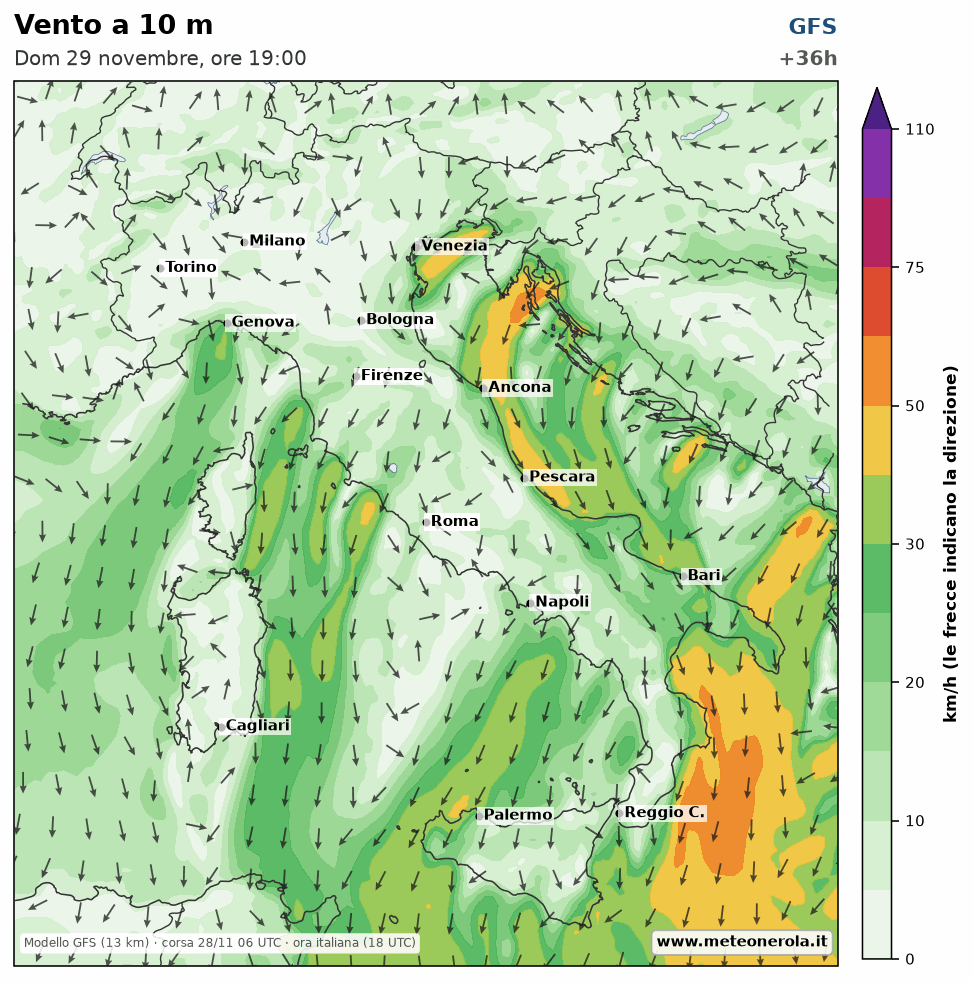 Vento a 10 m
GFS
Dom 29 novembre, ore 19:00
+36h
110
Venezia
Milano
Torino
75
Genova
Bologna
Firenze
Ancona
50
Pescara
Roma
30
Bari
Napoli
20
Cagliari
Palermo
Reggio C.
10
km/h (le frecce indicano la direzione)
Modello GFS (13 km) · corsa 28/11 06 UTC · ora italiana (18 UTC)
www.meteonerola.it
0